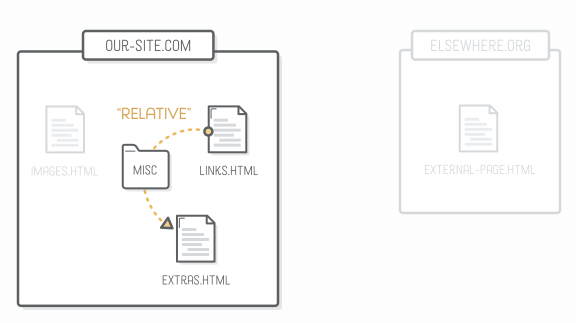 OUR-SITE.COM
ELSEWHERE.ORG
"RELATIVE"
IMAGES.HTML
MISC
LINKS.HTML
EXTERNAL-PAGE.HTML
EXTRAS.HTML